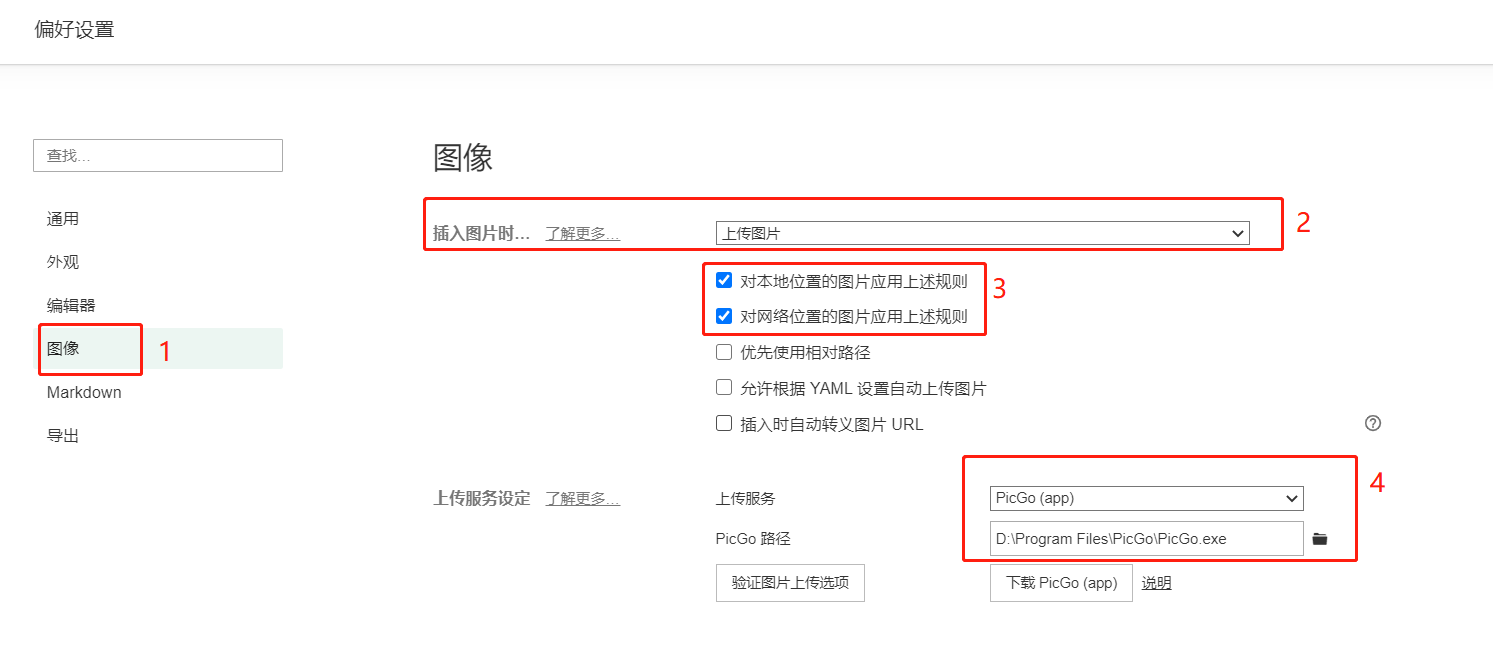 偏好设置
查找...
通用
外观
编辑器
图像
1
Markdown
导出
图像
插入图片时... 了解更多... 上传图片
2
对本地位置的图片应用上述规则
对网络位置的图片应用上述规则
3
优先使用相对路径
允许根据 YAML 设置自动上传图片
插入时自动转义图片 URL
?
上传服务设定 了解更多... 上传服务 PicGo (app)
4
PicGo 路径 D:\Program Files\PicGo\PicGo.exe
验证图片上传选项 下载 PicGo (app) 说明